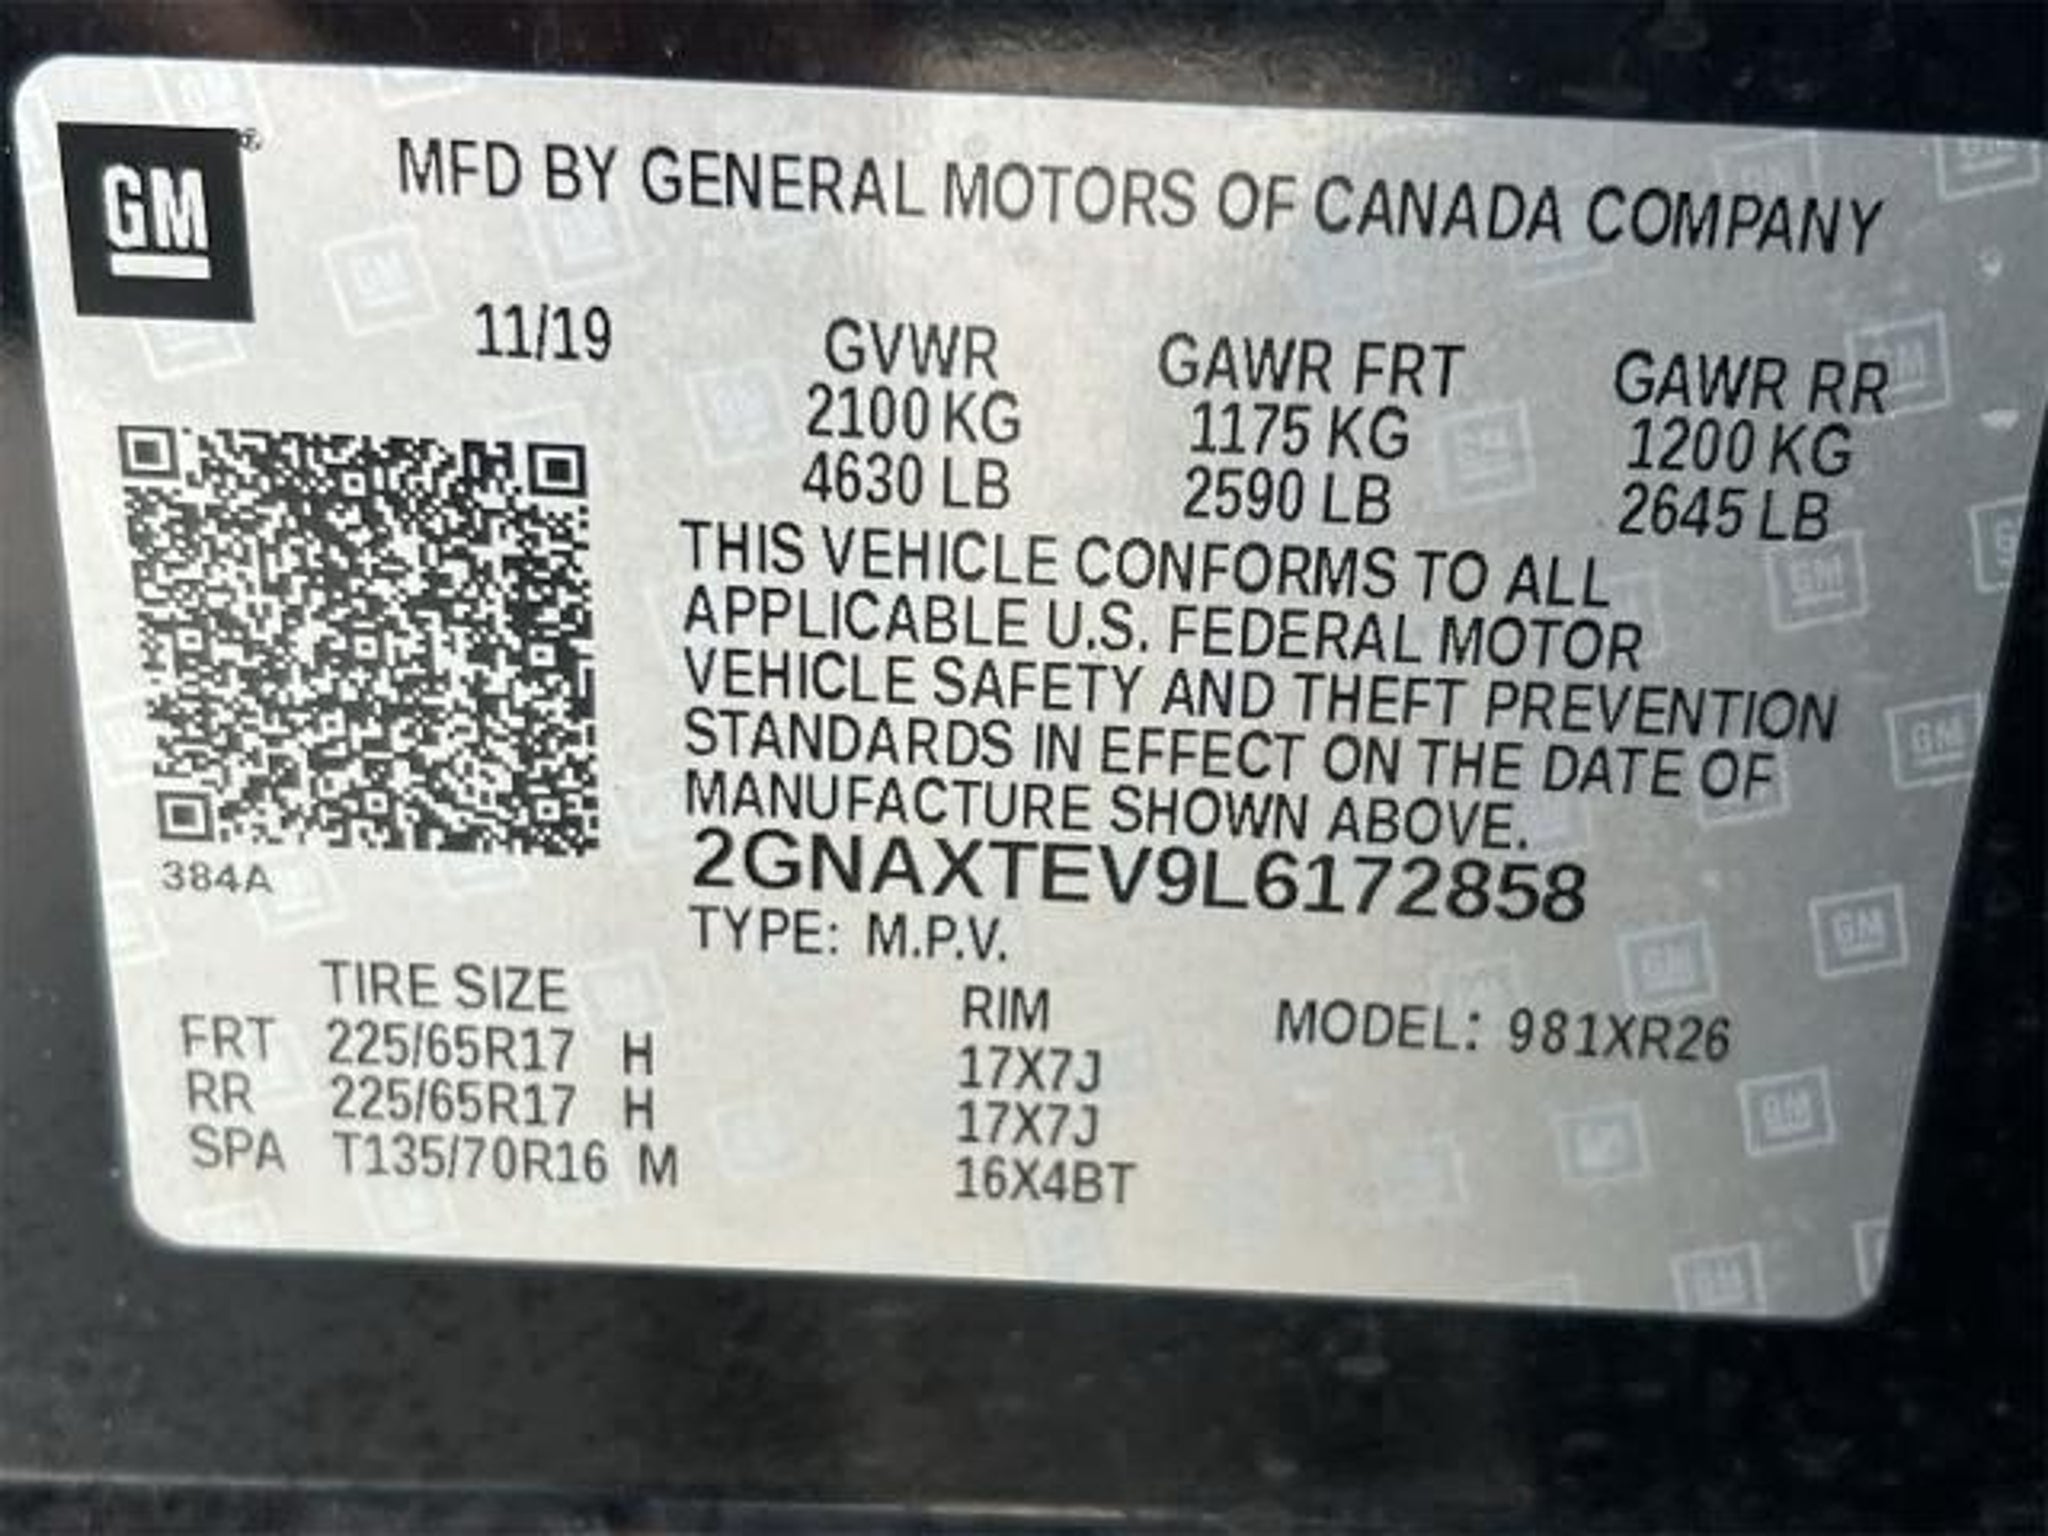 GM®
MFD BY GENERAL MOTORS OF CANADA COMPANY
11/19
GVWR GAWR FRT GAWR RR
2100 KG 1175 KG 1200 KG
4630 LB 2590 LB 2645 LB
THIS VEHICLE CONFORMS TO ALL
APPLICABLE U.S. FEDERAL MOTOR
VEHICLE SAFETY AND THEFT PREVENTION
STANDARDS IN EFFECT ON THE DATE OF
MANUFACTURE SHOWN ABOVE.
2GNAXTEV9L6172858
384A
TYPE: M.P.V.
TIRE SIZE RIM MODEL: 981XR26
FRT 225/65R17 H 17X7J
RR 225/65R17 H 17X7J
SPA T135/70R16 M 16X4BT